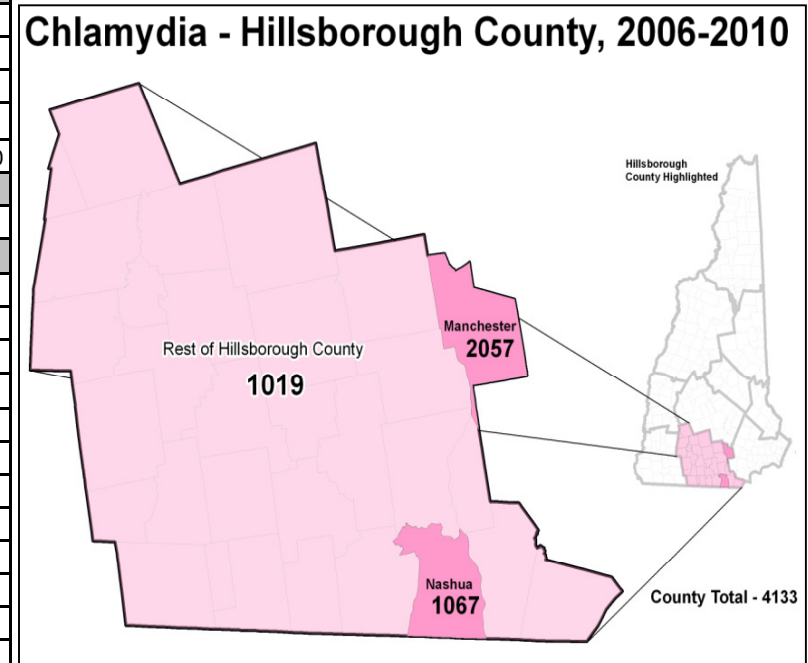 Chlamydia - Hillsborough County, 2006-2010
Hillsborough
County Highlighted
Manchester
2057
Rest of Hillsborough County
1019
Nashua
1067
County Total - 4133